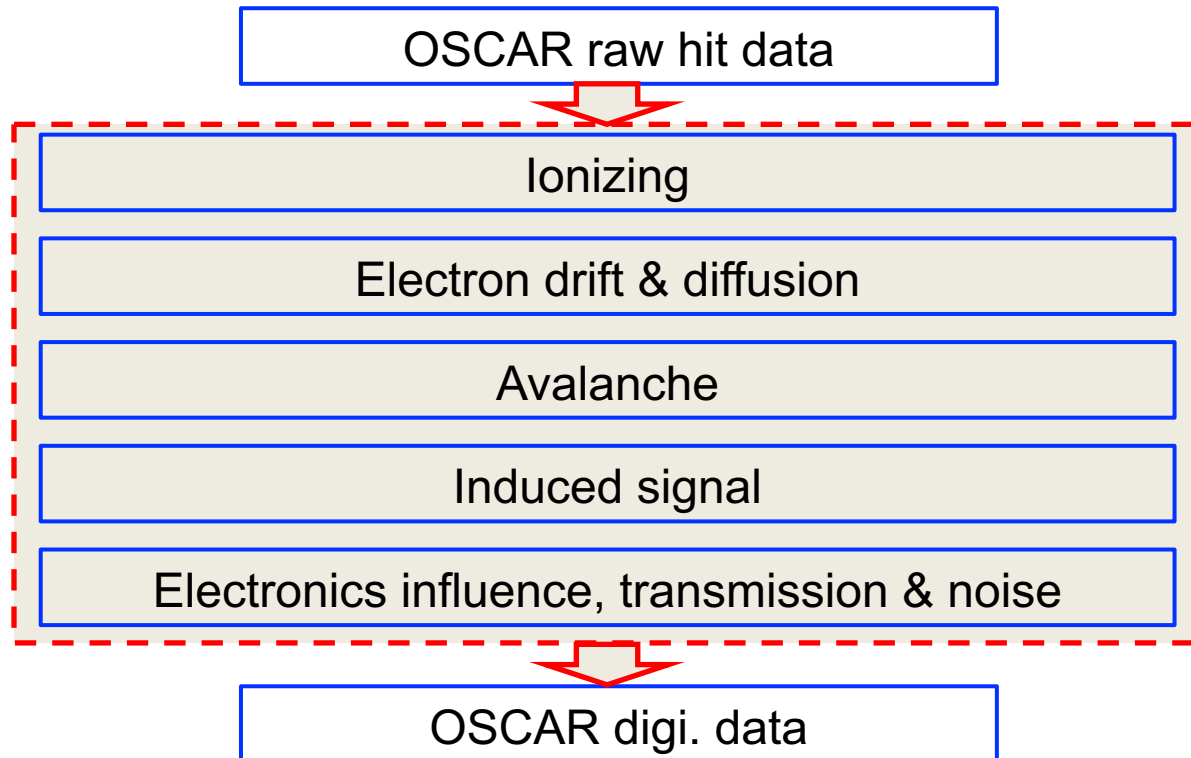 OSCAR raw hit data
Ionizing
Electron drift & diffusion
Avalanche
Induced signal
Electronics influence, transmission & noise
OSCAR digi. data